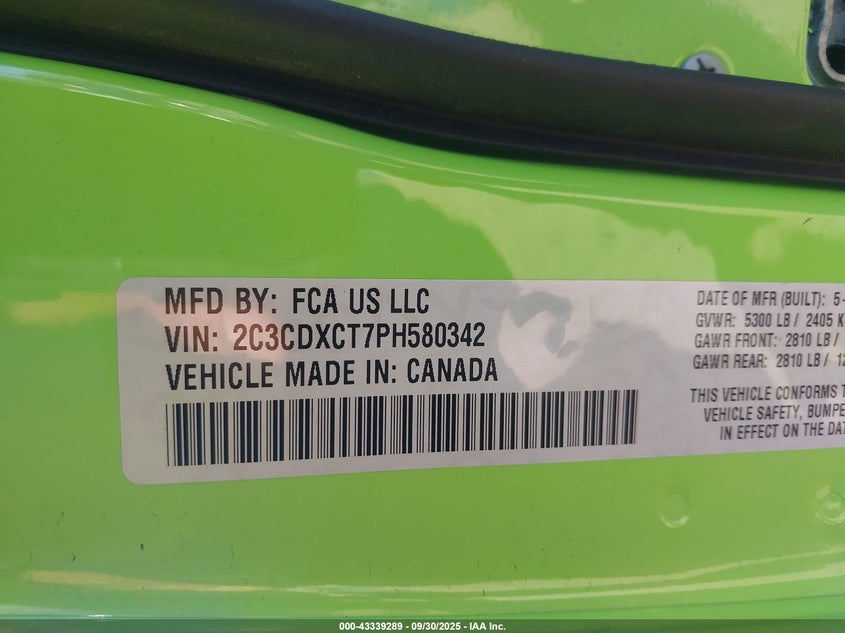 MFD BY: FCA US LLC
VIN: 2C3CDXCT7PH580342
VEHICLE MADE IN: CANADA
DATE OF MFR (BUILT): 5-
GVWR: 5300 LB / 2405 K
GAWR FRONT: 2810 LB /
GAWR REAR: 2810 LB / 12
THIS VEHICLE CONFORMS T
VEHICLE SAFETY, BUMPE
IN EFFECT ON THE DAT
000-43339289 - 09/30/2025 - IAA Inc.